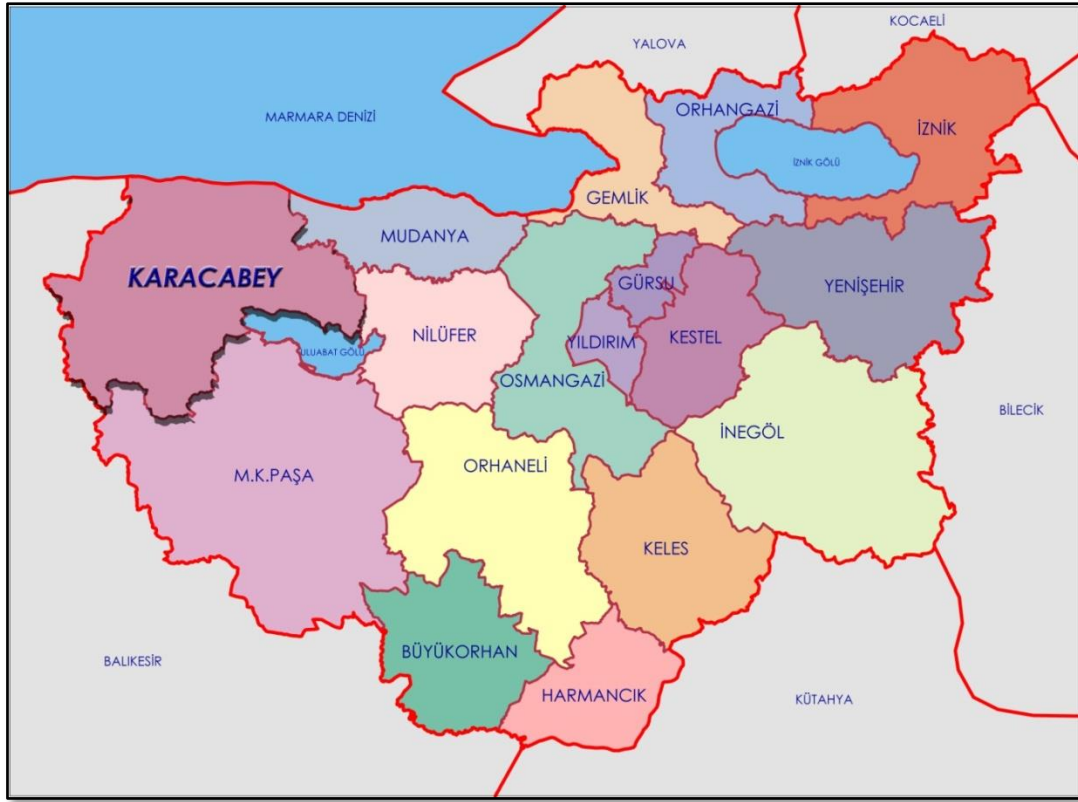 KOCAELİ
YALOVA
ORHANGAZİ
MARMARA DENİZİ
İZNİK
İZNİK GÖLÜ
GEMLİK
MUDANYA
KARACABEY
GÜRSU
YENİŞEHİR
NİLÜFER
YILDIRIM
KESTEL
ULUABAT GÖLÜ
OSMANGAZİ
BİLECİK
İNEGÖL
ORHANELİ
M.K.PAŞA
KELES
BÜYÜKORHAN
BALIKESİR
HARMANCIK
KÜTAHYA